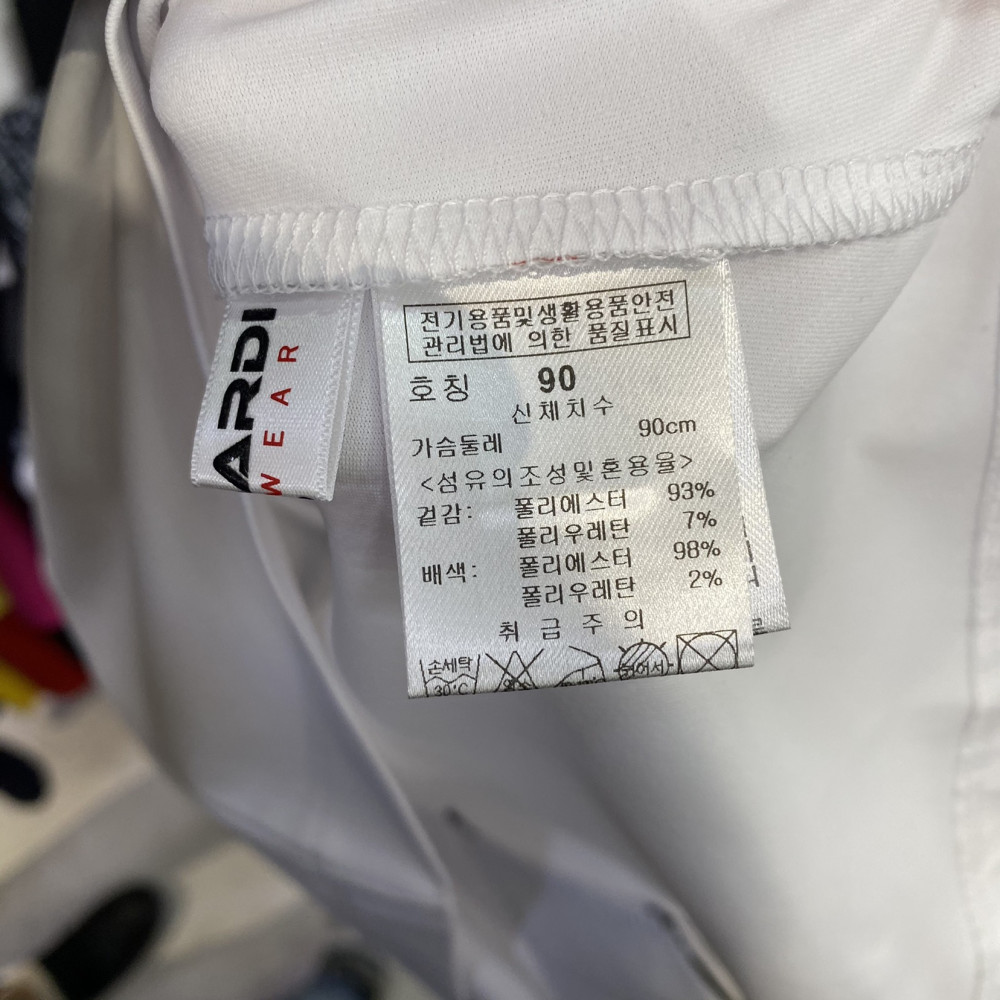 ARDI
WEAR
전기용품및생활용품안전
관리법에 의한 품질표시
호칭 90
신체치수
가슴둘레 90cm
<섬유의조성및혼용율>
겉감: 폴리에스터 93%
폴리우레탄 7%
배색: 폴리에스터 98%
폴리우레탄 2%
취급주의
손세탁
30℃